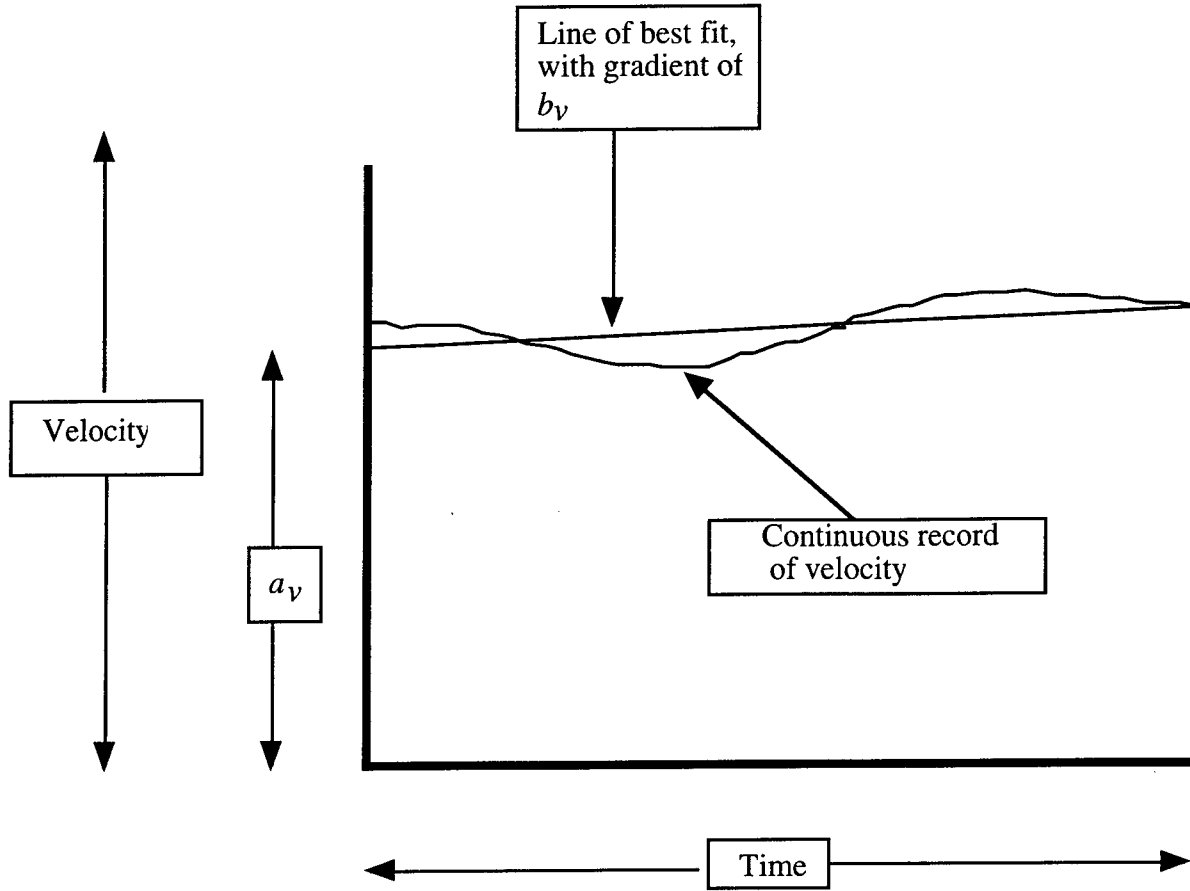 Line of best fit,
with gradient of
b_v
Velocity
a_v
Continuous record
of velocity
Time